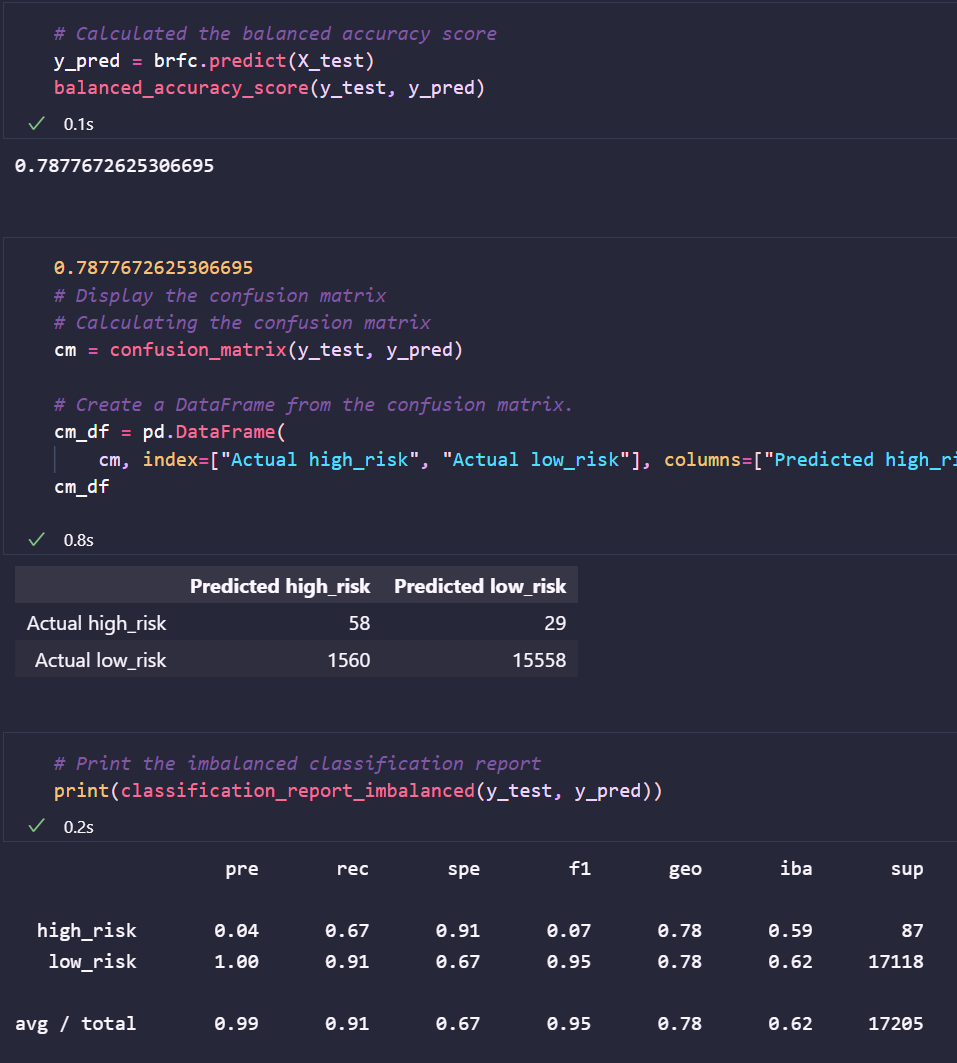 # Calculated the balanced accuracy score
y_pred = brfc.predict(X_test)
balanced_accuracy_score(y_test, y_pred)
0.1s
0.7877672625306695
0.7877672625306695
# Display the confusion matrix
# Calculating the confusion matrix
cm = confusion_matrix(y_test, y_pred)
# Create a DataFrame from the confusion matrix.
cm_df = pd.DataFrame(
cm, index=["Actual high_risk", "Actual low_risk"], columns=["Predicted high_ri
cm_df
0.8s
Predicted high_risk Predicted low_risk
Actual high_risk 58 29
Actual low_risk 1560 15558
# Print the imbalanced classification report
print(classification_report_imbalanced(y_test, y_pred))
0.2s
pre rec spe f1 geo iba sup
high_risk 0.04 0.67 0.91 0.07 0.78 0.59 87
low_risk 1.00 0.91 0.67 0.95 0.78 0.62 17118
avg / total 0.99 0.91 0.67 0.95 0.78 0.62 17205